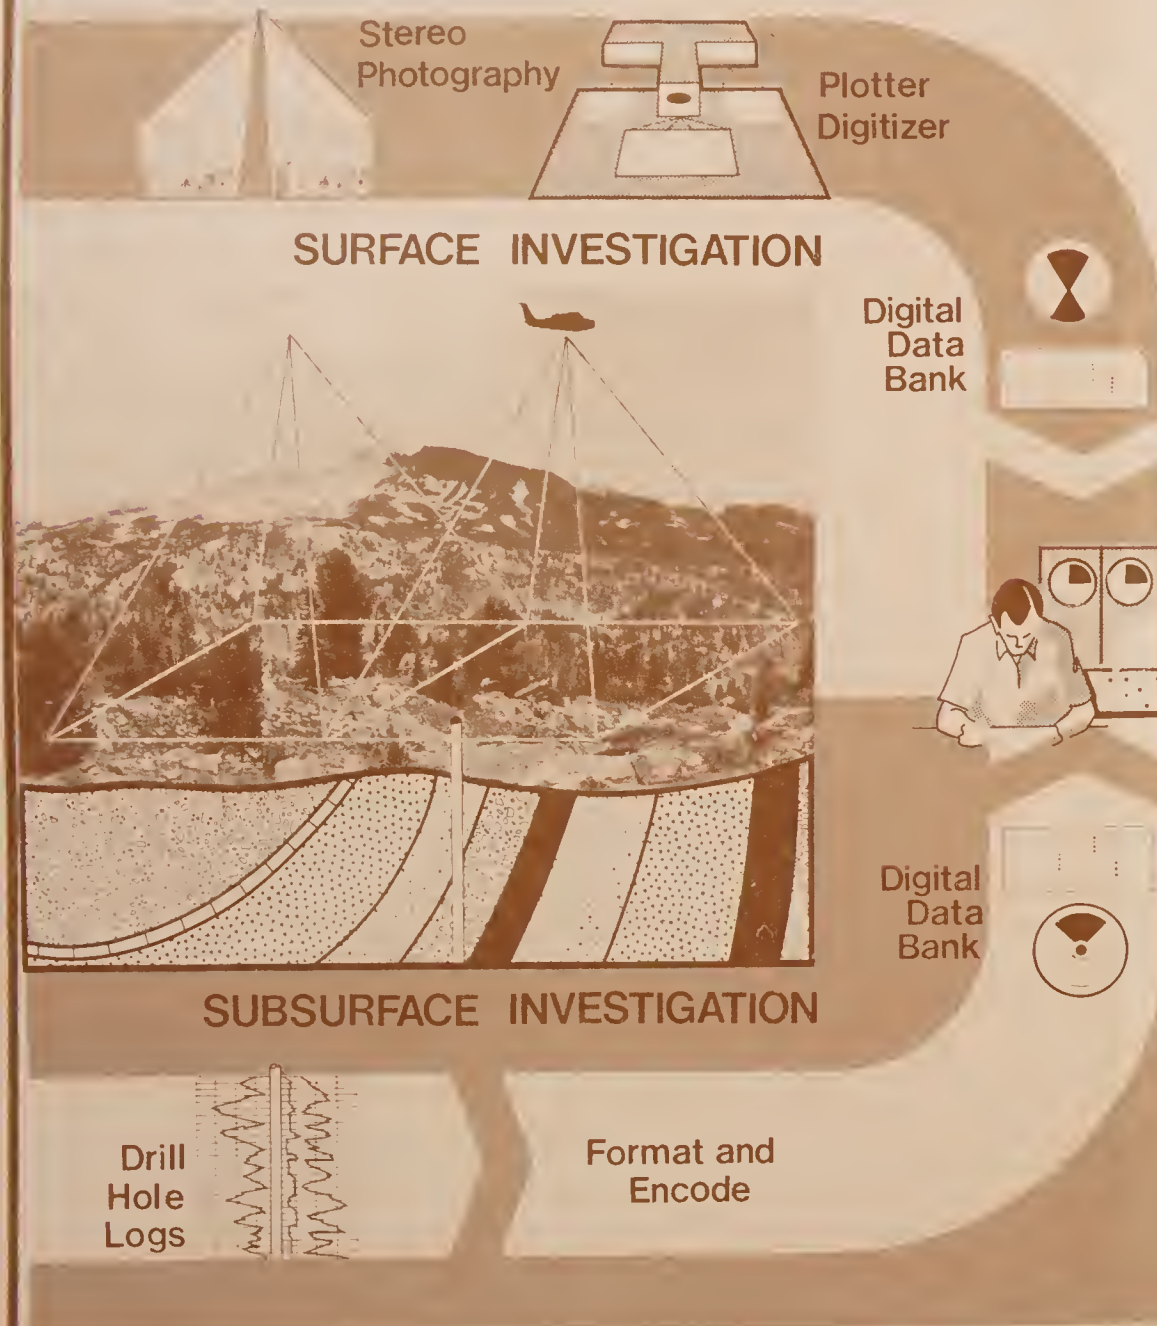 Stereo
Photography
Plotter
Digitizer
SURFACE INVESTIGATION
Digital
Data
Bank
Digital
Data
Bank
SUBSURFACE INVESTIGATION
Drill
Hole
Logs
Format and
Encode